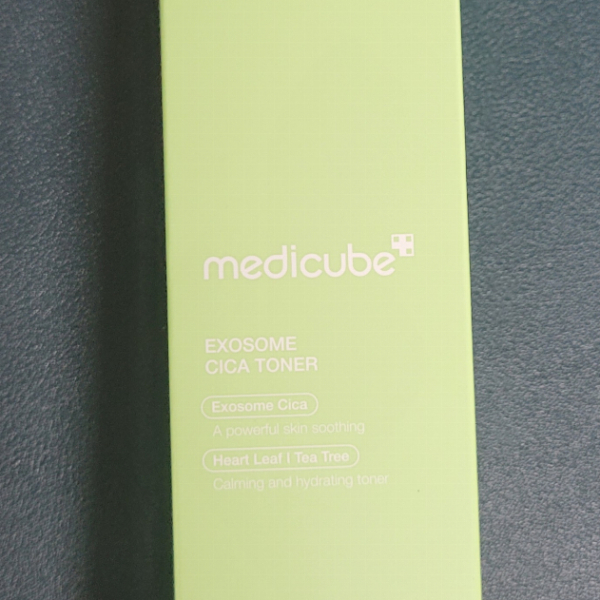 medicube
EXOSOME
CICA TONER
Exosome Cica
A powerful skin soothing
Heart Leaf | Tea Tree
Calming and hydrating toner